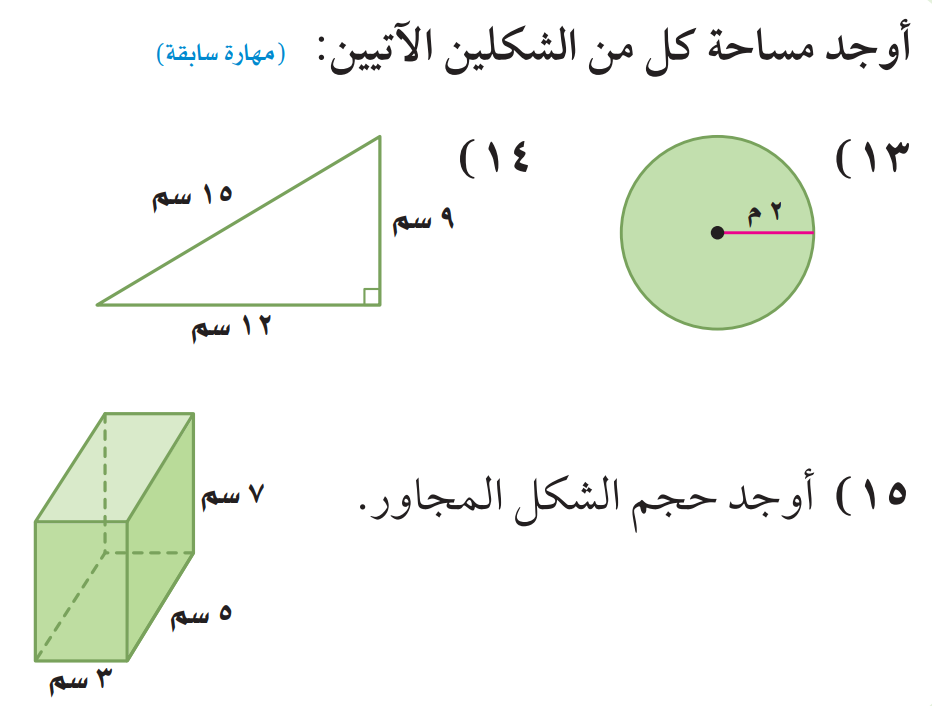 أوجد مساحة كل من الشكلين الآتيين: (مهارة سابقة)
١٣)
٢ م
١٤)
١٥ سم
٩ سم
١٢ سم
١٥) أوجد حجم الشكل المجاور.
٧ سم
٥ سم
٣ سم